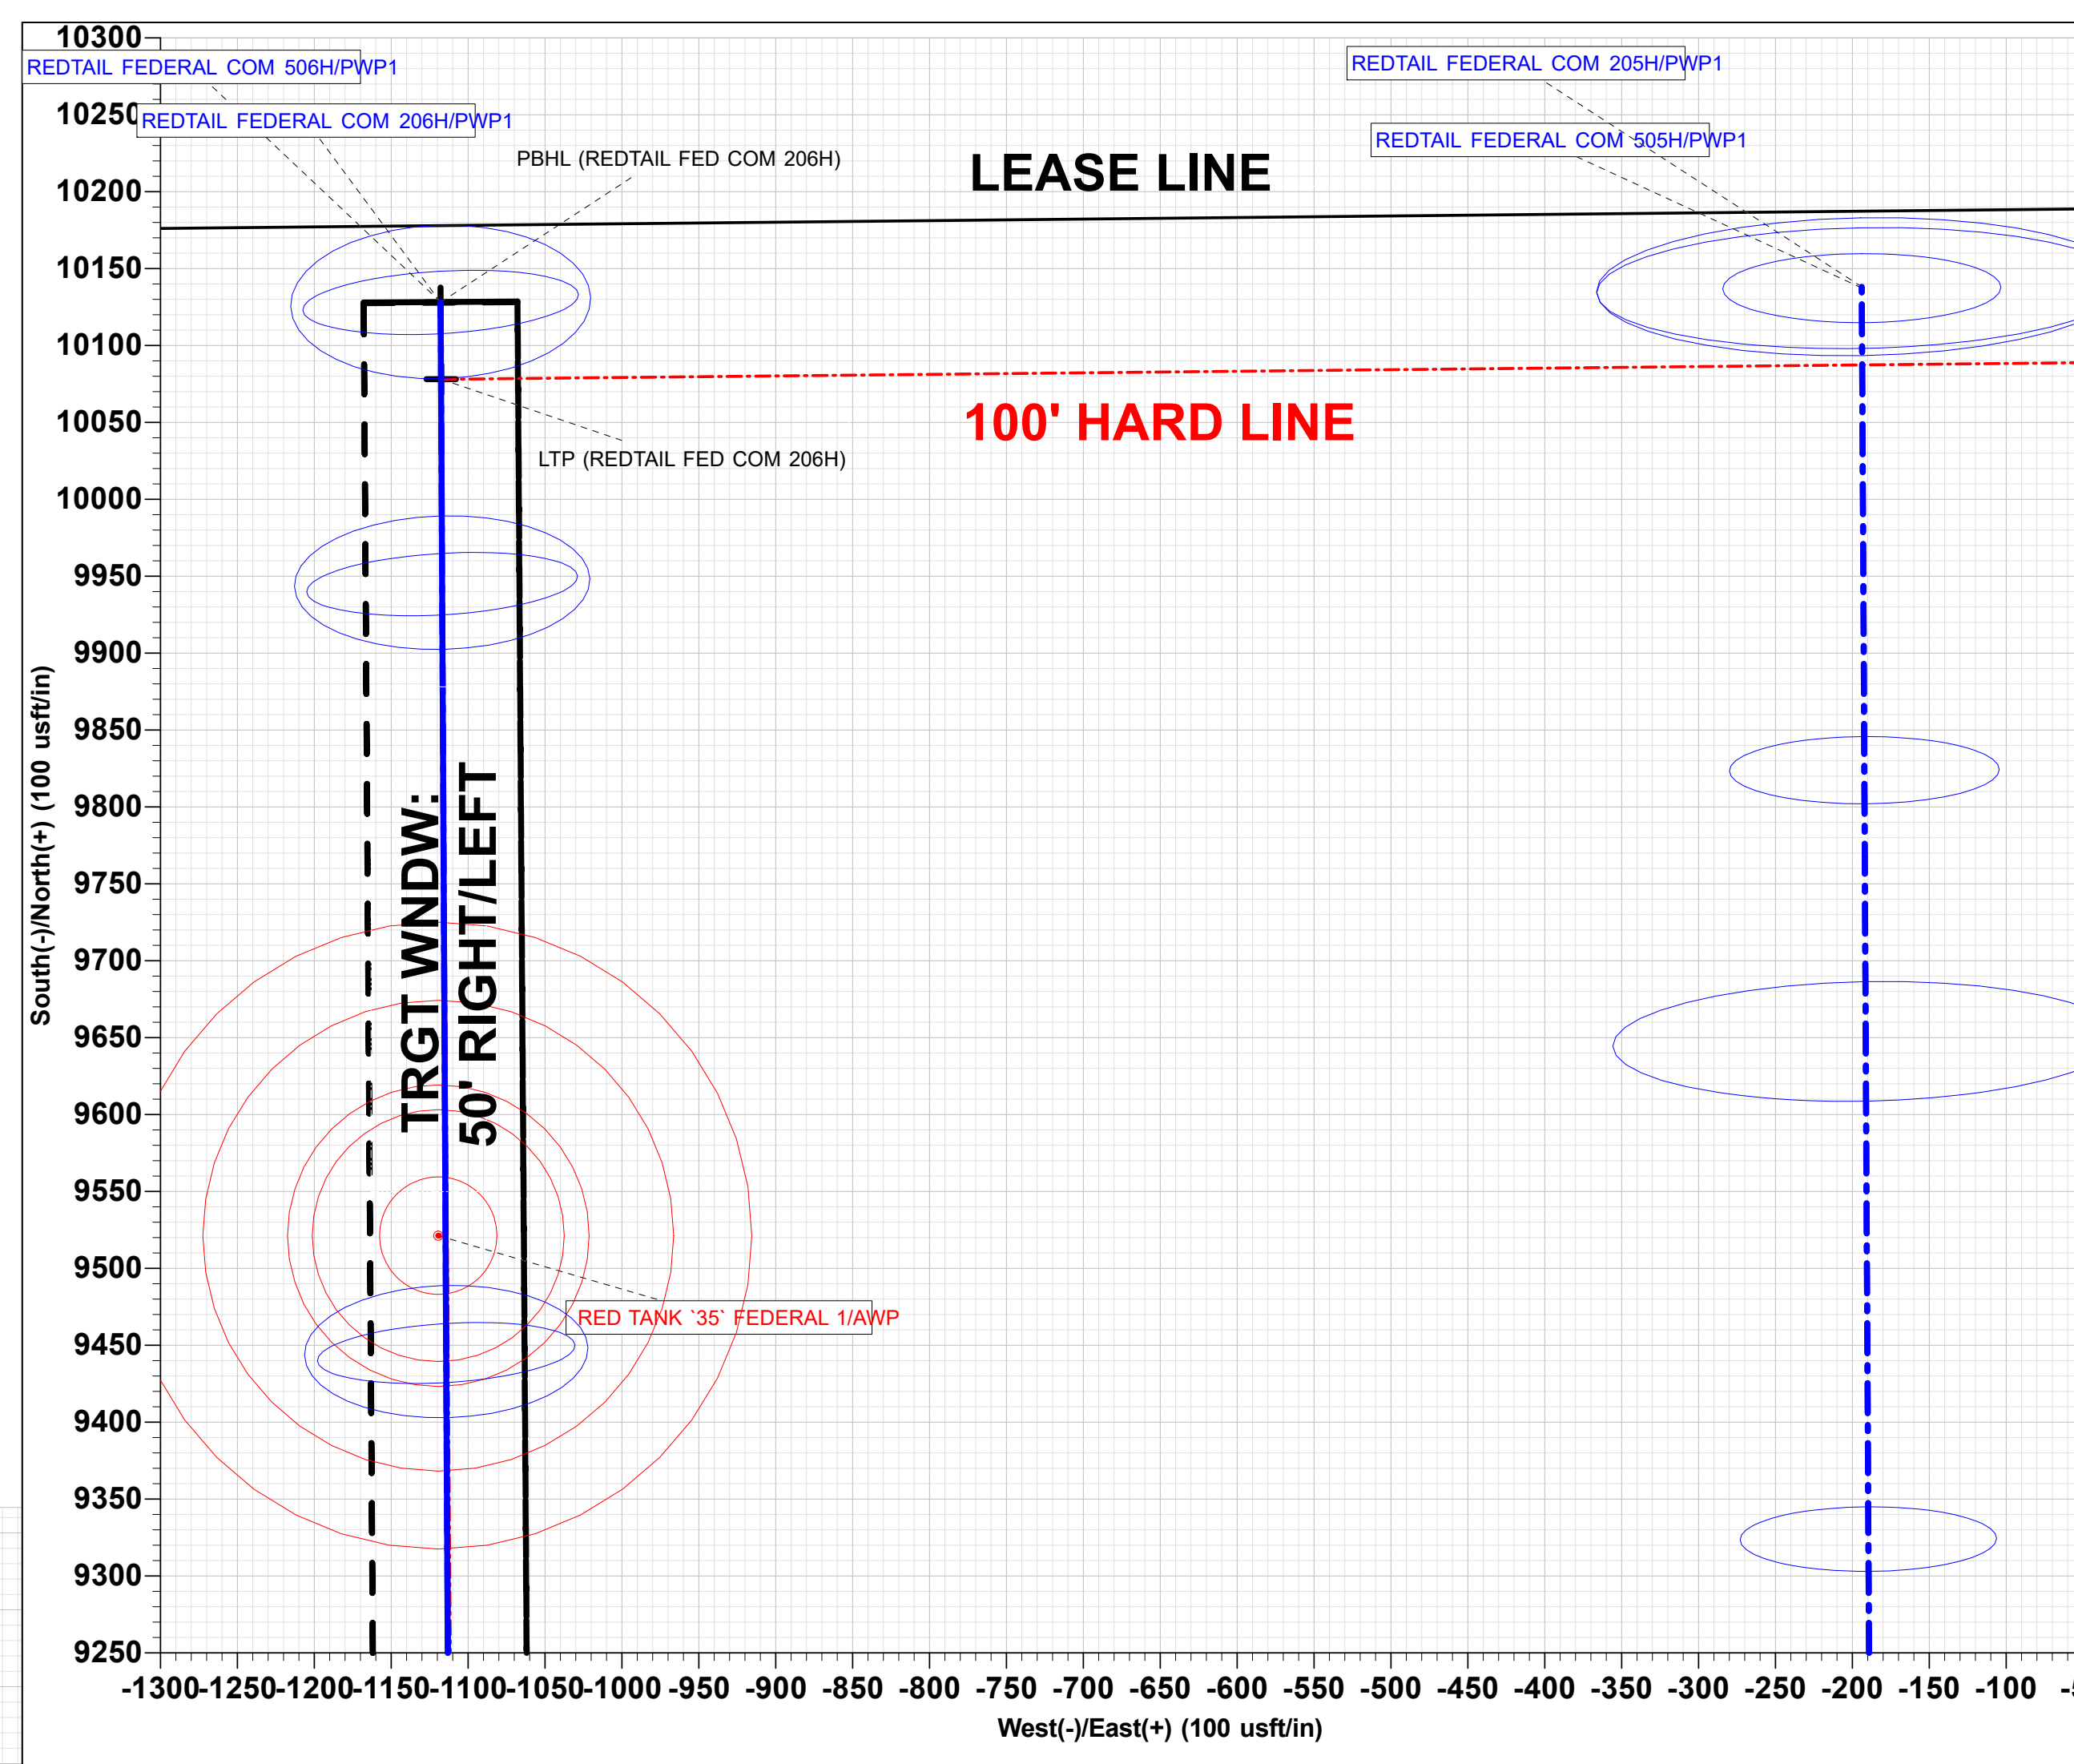 10300
REDTAIL FEDERAL COM 506H/PWP1
REDTAIL FEDERAL COM 205H/PWP1
10250
REDTAIL FEDERAL COM 206H/PWP1
REDTAIL FEDERAL COM 505H/PWP1
PBHL (REDTAIL FED COM 206H)
LEASE LINE
10200
10150
10100
100' HARD LINE
10050
LTP (REDTAIL FED COM 206H)
10000
9950
9900
9850
9800
9750
9700
9650
9600
9550
9500
9450
9400
9350
9300
9250
South(-)/North(+) (100 usft/in)
TRGT WNDW:
50' RIGHT/LEFT
RED TANK `35` FEDERAL 1/AWP
-1300 -1250 -1200 -1150 -1100 -1050 -1000 -950 -900 -850 -800 -750 -700 -650 -600 -550 -500 -450 -400 -350 -300 -250 -200 -150 -100
West(-)/East(+) (100 usft/in)